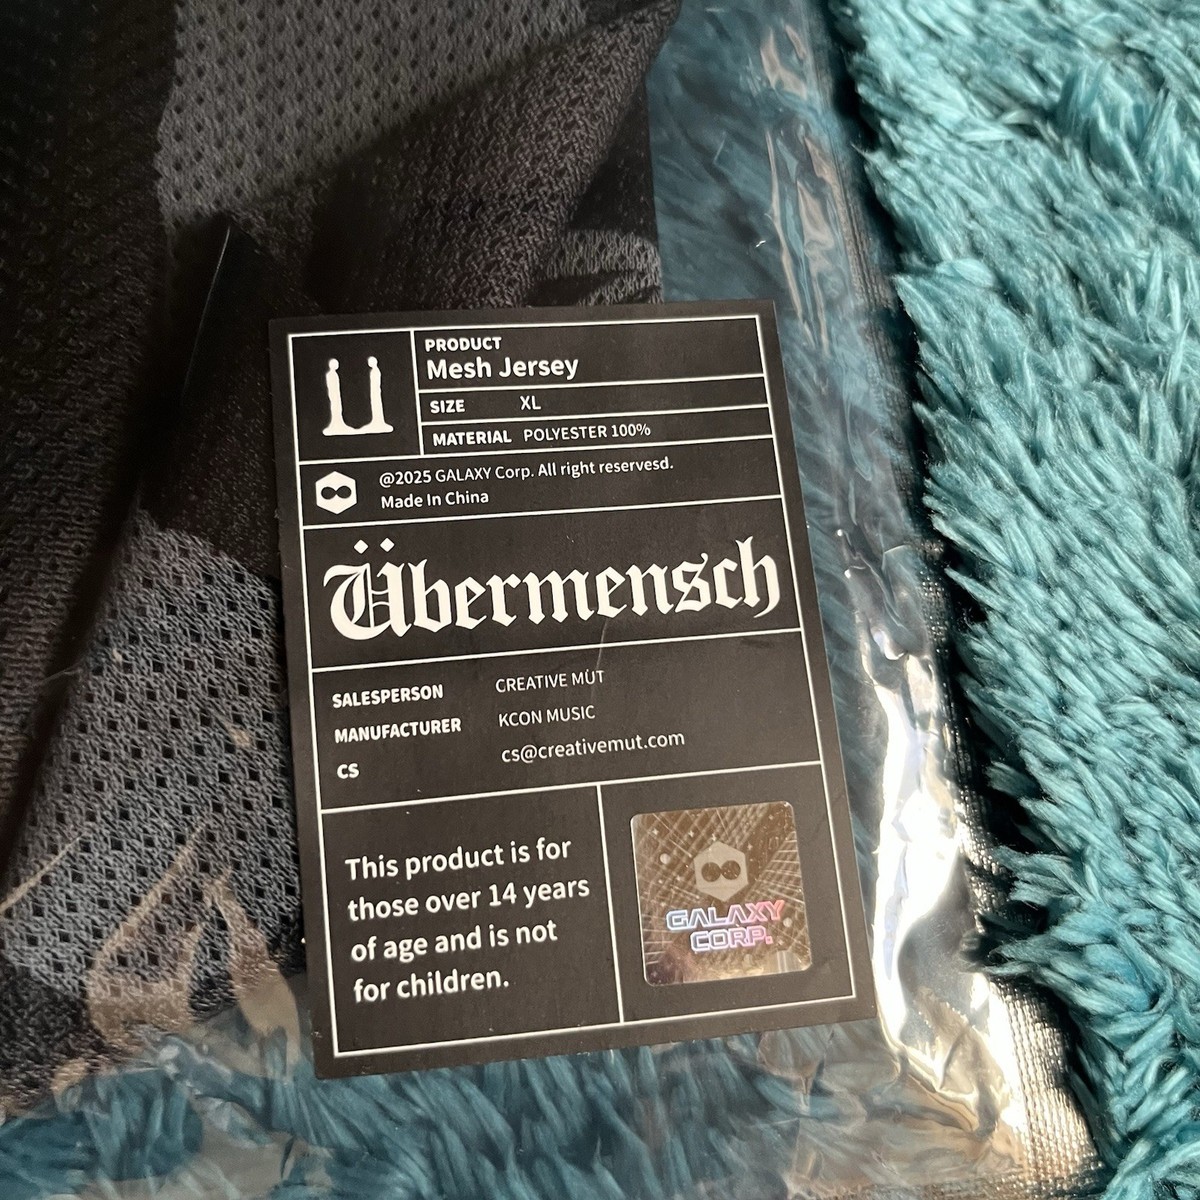 PRODUCT
Mesh Jersey
SIZE XL
MATERIAL POLYESTER 100%
@2025 GALAXY Corp. All right reservesd.
Made In China
Übermensch
SALESPERSON CREATIVE MUT
MANUFACTURER KCON MUSIC
CS cs@creativemut.com
This product is for
those over 14 years
of age and is not
for children.
GALAXY
CORP.